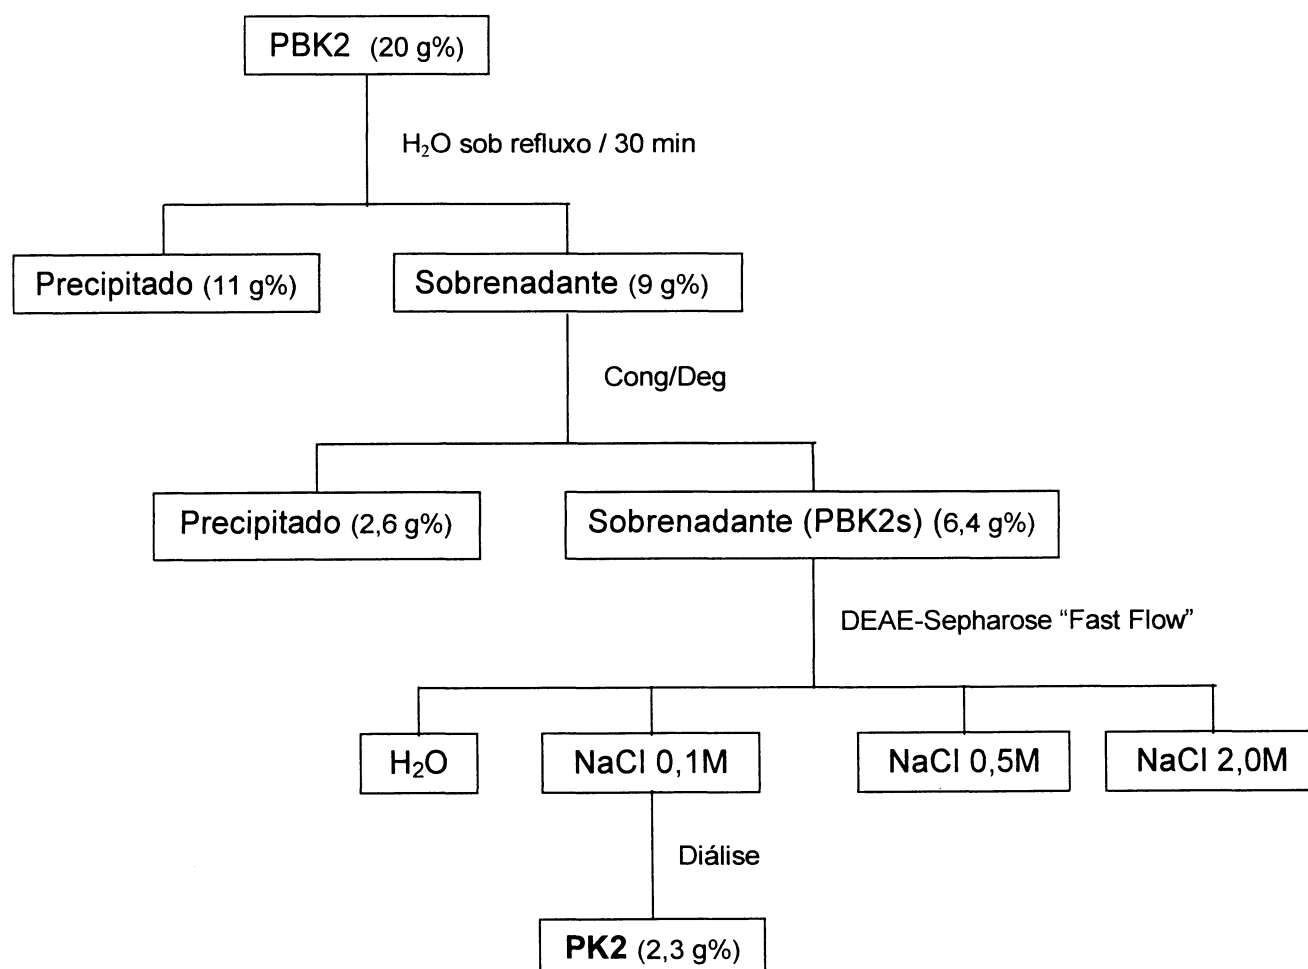 PBK2 (20 g%)
H₂O sob refluxo / 30 min
Precipitado (11 g%)
Sobrenadante (9 g%)
Cong/Deg
Precipitado (2,6 g%)
Sobrenadante (PBK2s) (6,4 g%)
DEAE-Sepharose “Fast Flow”
H₂O
NaCl 0,1M
NaCl 0,5M
NaCl 2,0M
Diálise
PK2 (2,3 g%)